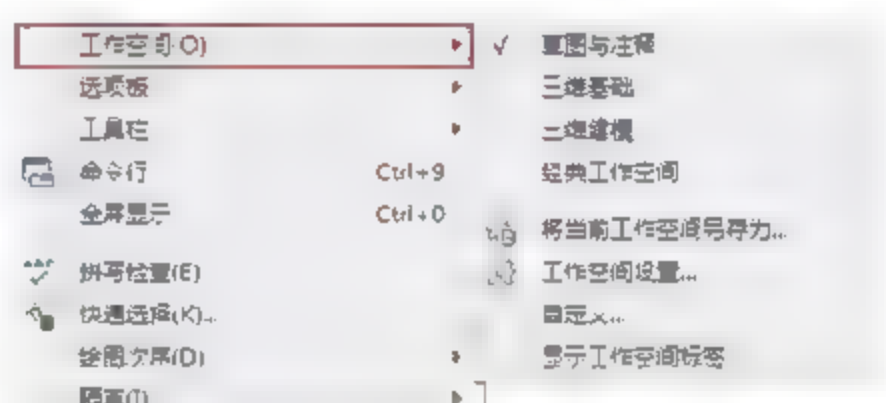 工作空间(O)
选项板
工具栏
命令行 Ctrl+9
全屏显示 Ctrl+0
拼写检查(E)
快速选择(K)...
绘图次序(D)
隔离(I)
✓ 草图与注释
三维基础
三维建模
经典工作空间
将当前工作空间另存为...
工作空间设置...
自定义...
显示工作空间标签